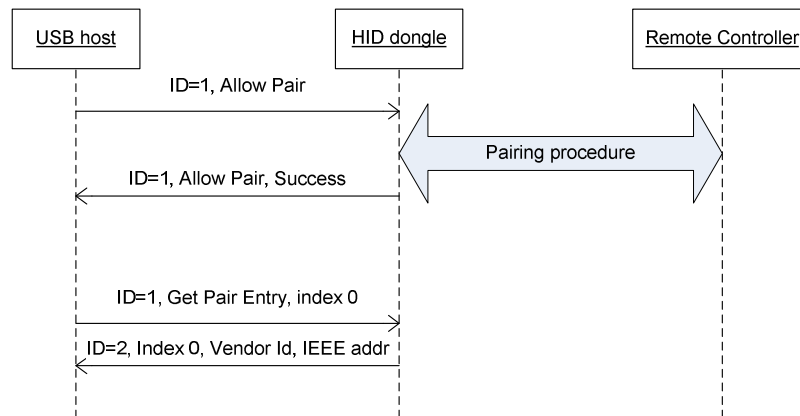 USB host
HID dongle
Remote Controller
ID=1, Allow Pair
Pairing procedure
ID=1, Allow Pair, Success
ID=1, Get Pair Entry, index 0
ID=2, Index 0, Vendor Id, IEEE addr